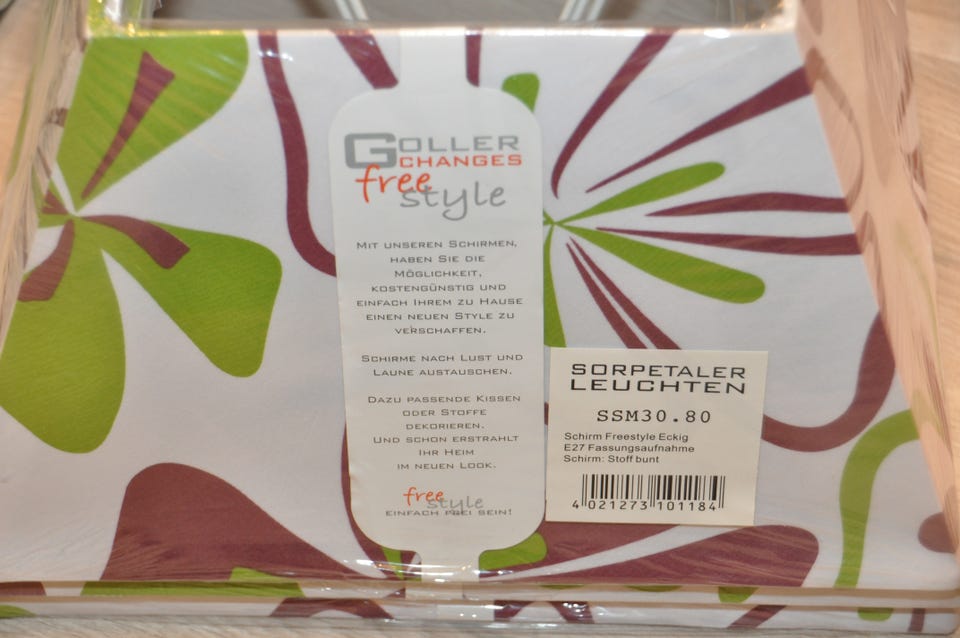 GOLLER
CHANGES
free
style
MIT UNSEREN SCHIRMEN,
HABEN SIE DIE
MÖGLICHKEIT,
KOSTENGÜNSTIG UND
EINFACH IHREM ZU HAUSE
EINEN NEUEN STYLE ZU
VERSCHAFFEN.
SCHIRME NACH LUST UND
LAUNE AUSTAUSCHEN.
DAZU PASSENDE KISSEN
ODER STOFFE
DEKORIEREN.
UND SCHON ERSTRAHLT
IHR HEIM
IM NEUEN LOOK.
free
style
EINFACH FREI SEIN!
SORPETALER
LEUCHTEN
SSM30.80
Schirm Freestyle Eckig
E27 Fassungsaufnahme
Schirm: Stoff bunt
4 021273 101184